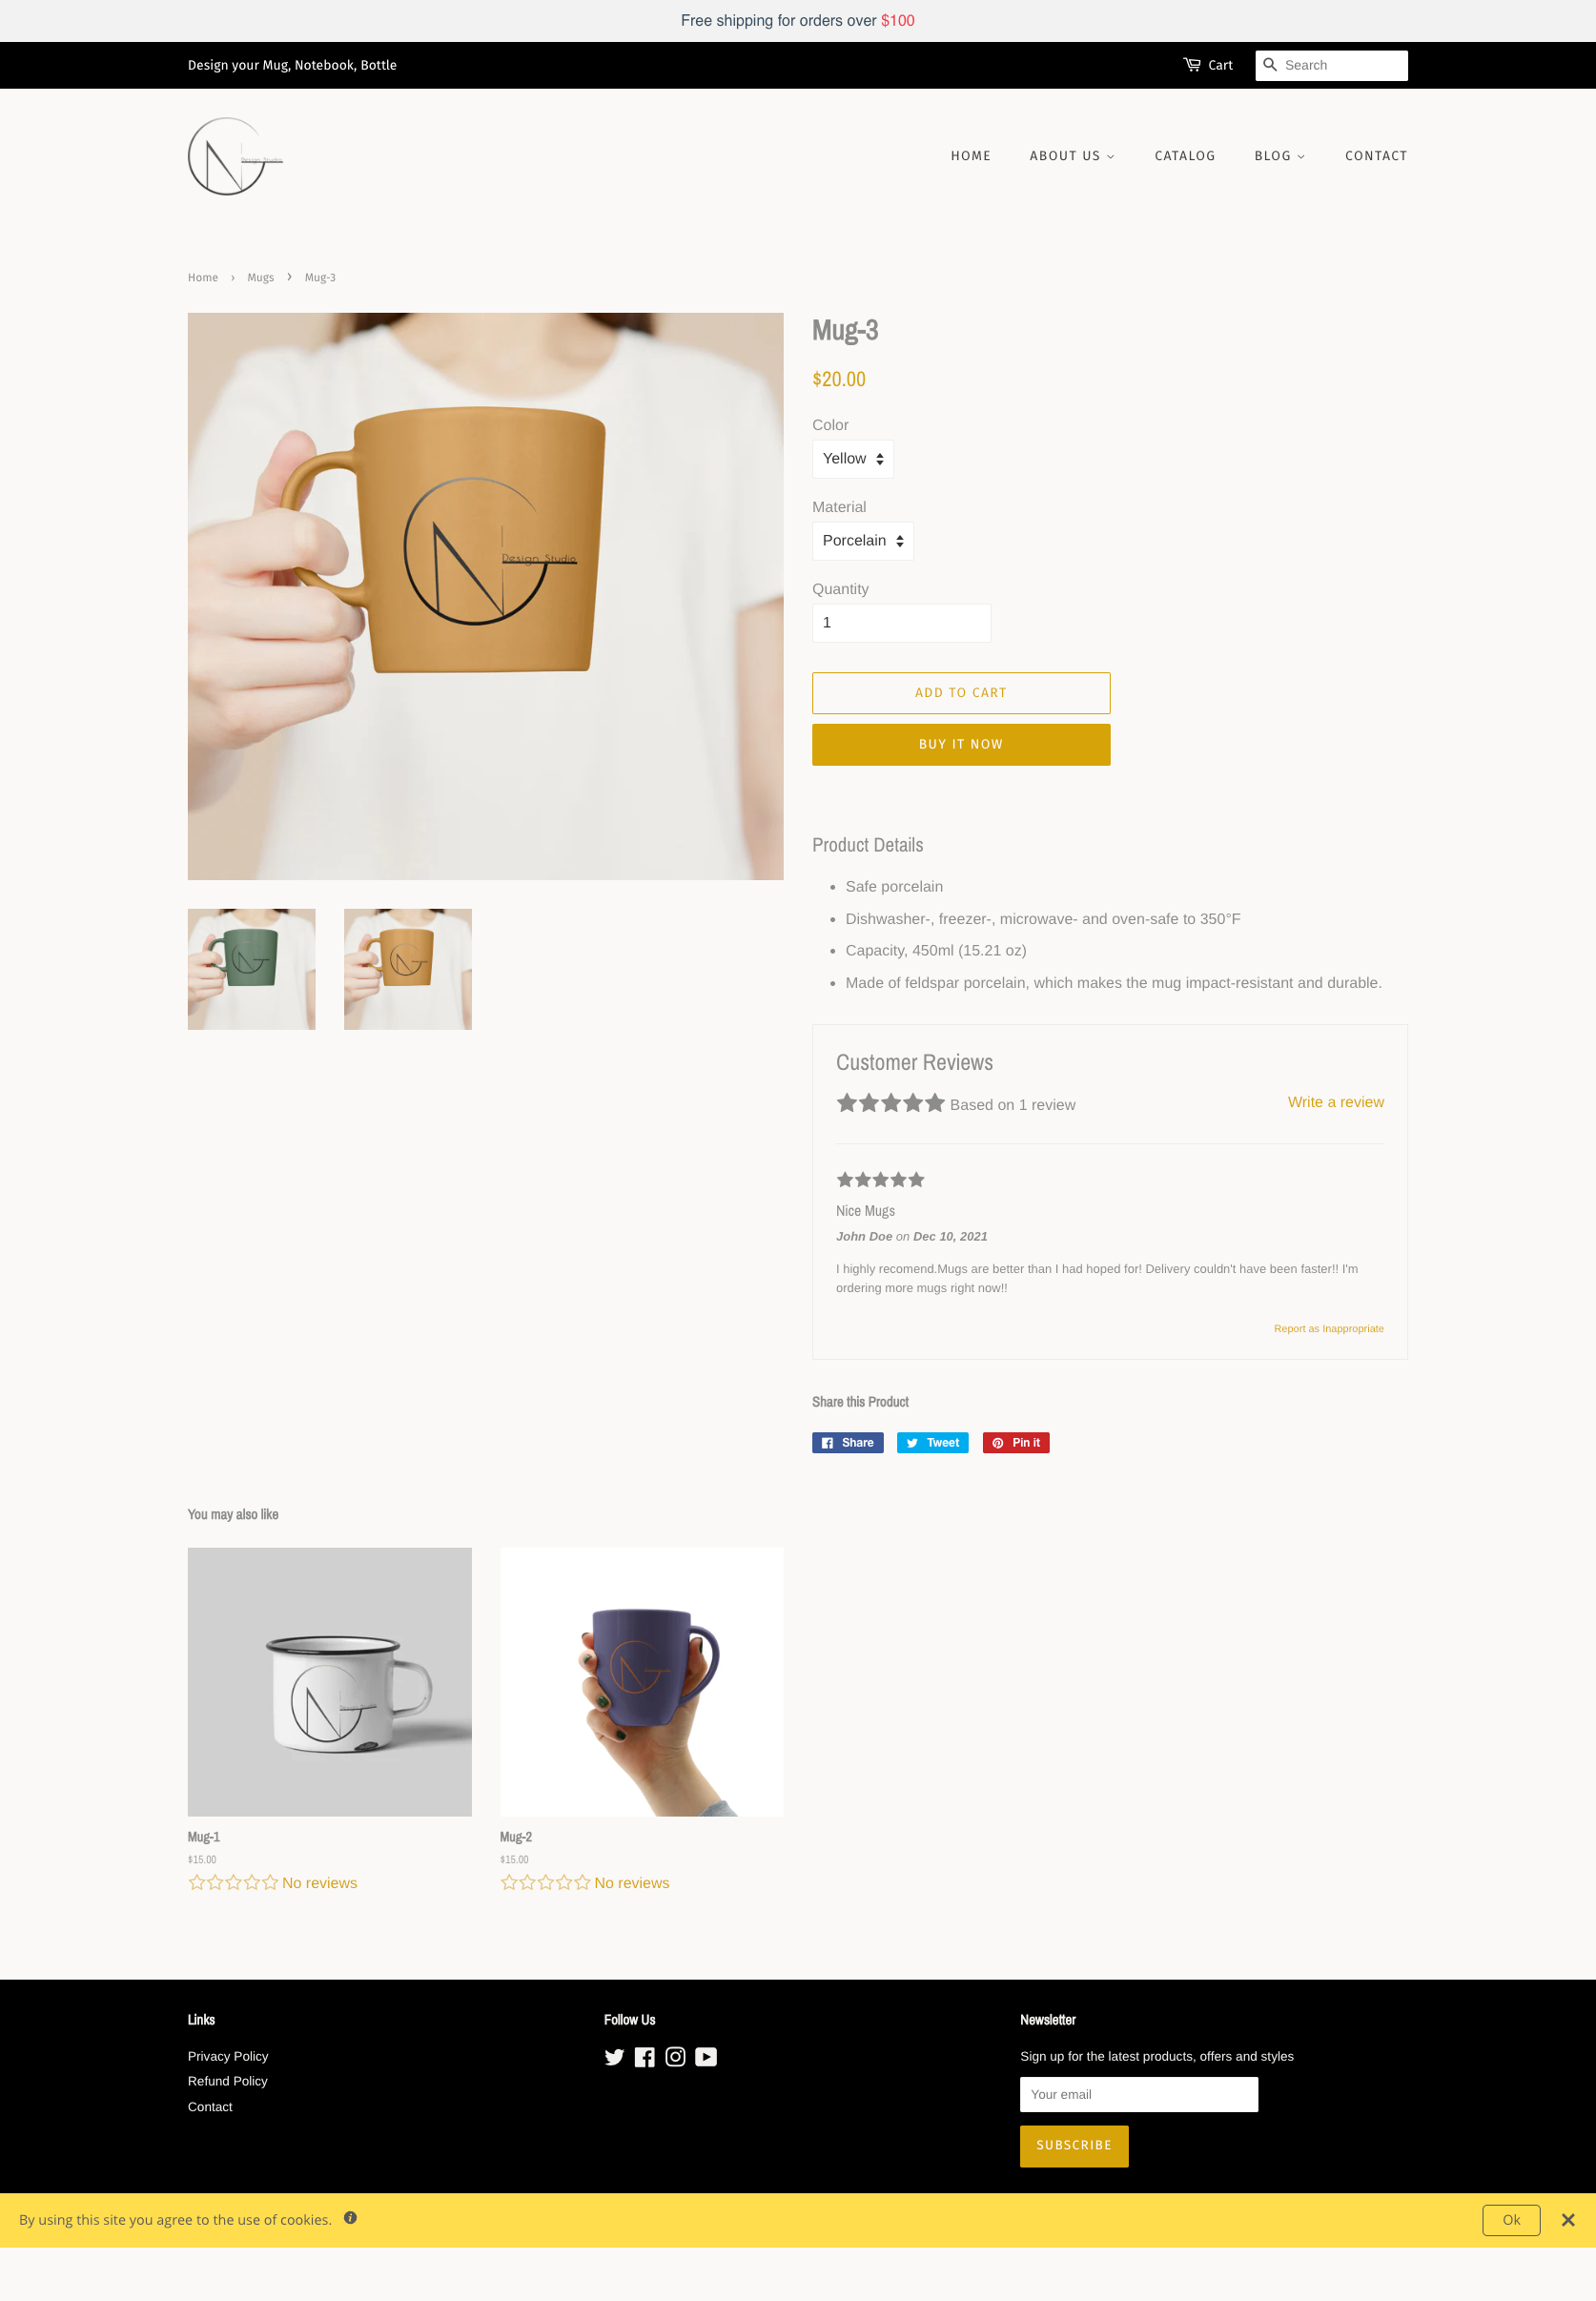 Free shipping for orders over $100
Design your Mug, Notebook, Bottle
Cart
Search
Design Studio
HOME
ABOUT US
CATALOG
BLOG
CONTACT
Home › Mugs › Mug-3
Design Studio
Mug-3
$20.00
Color
Yellow
Material
Porcelain
Quantity
1
ADD TO CART
BUY IT NOW
Product Details
Safe porcelain
Dishwasher-, freezer-, microwave- and oven-safe to 350°F
Capacity, 450ml (15.21 oz)
Made of feldspar porcelain, which makes the mug impact-resistant and durable.
Customer Reviews
Based on 1 review
Write a review
Nice Mugs
John Doe on Dec 10, 2021
I highly recomend.Mugs are better than I had hoped for! Delivery couldn't have been faster!! I'm
ordering more mugs right now!!
Report as Inappropriate
Share this Product
Share
Tweet
Pin it
You may also like
Design Studio
Mug-1
$15.00
No reviews
Mug-2
$15.00
No reviews
Links
Privacy Policy
Refund Policy
Contact
Follow Us
Newsletter
Sign up for the latest products, offers and styles
Your email
SUBSCRIBE
By using this site you agree to the use of cookies.
Ok